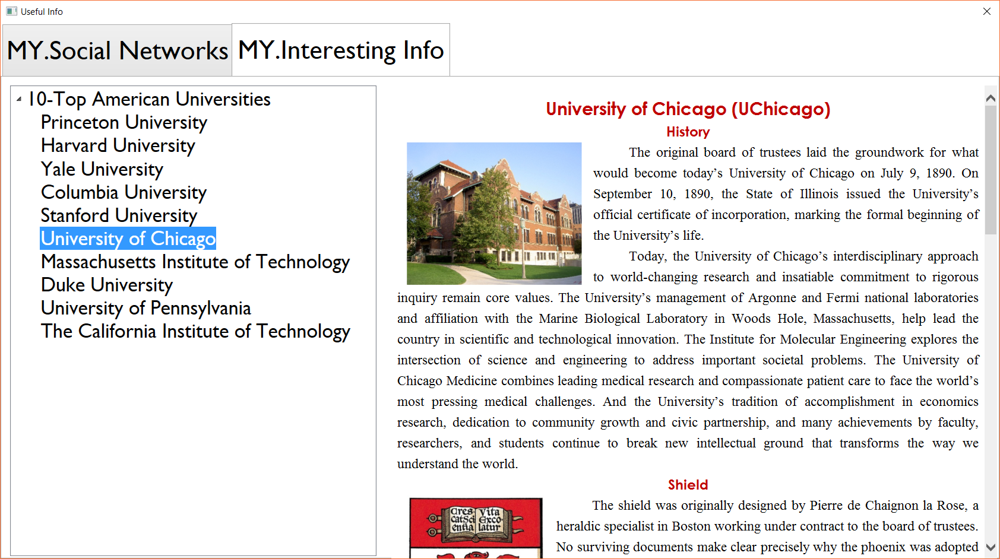 Useful Info
MY.Social Networks
MY.Interesting Info
10-Top American Universities
Princeton University
Harvard University
Yale University
Columbia University
Stanford University
University of Chicago
Massachusetts Institute of Technology
Duke University
University of Pennsylvania
The California Institute of Technology
University of Chicago (UChicago)
History
The original board of trustees laid the groundwork for what
would become today’s University of Chicago on July 9, 1890. On
September 10, 1890, the State of Illinois issued the University’s
official certificate of incorporation, marking the formal beginning of
the University’s life.
Today, the University of Chicago’s interdisciplinary approach
to world-changing research and insatiable commitment to rigorous
inquiry remain core values. The University’s management of Argonne and Fermi national laboratories
and affiliation with the Marine Biological Laboratory in Woods Hole, Massachusetts, help lead the
country in scientific and technological innovation. The Institute for Molecular Engineering explores the
intersection of science and engineering to address important societal problems. The University of
Chicago Medicine combines leading medical research and compassionate patient care to face the world’s
most pressing medical challenges. And the University’s tradition of accomplishment in economics
research, dedication to community growth and civic partnership, and many achievements by faculty,
researchers, and students continue to break new intellectual ground that transforms the way we
understand the world.
Shield
Cres Vita
catSci Exco-
entia latur
The shield was originally designed by Pierre de Chaignon la Rose, a
heraldic specialist in Boston working under contract to the board of trustees.
No surviving documents make clear precisely why the phoenix was adopted